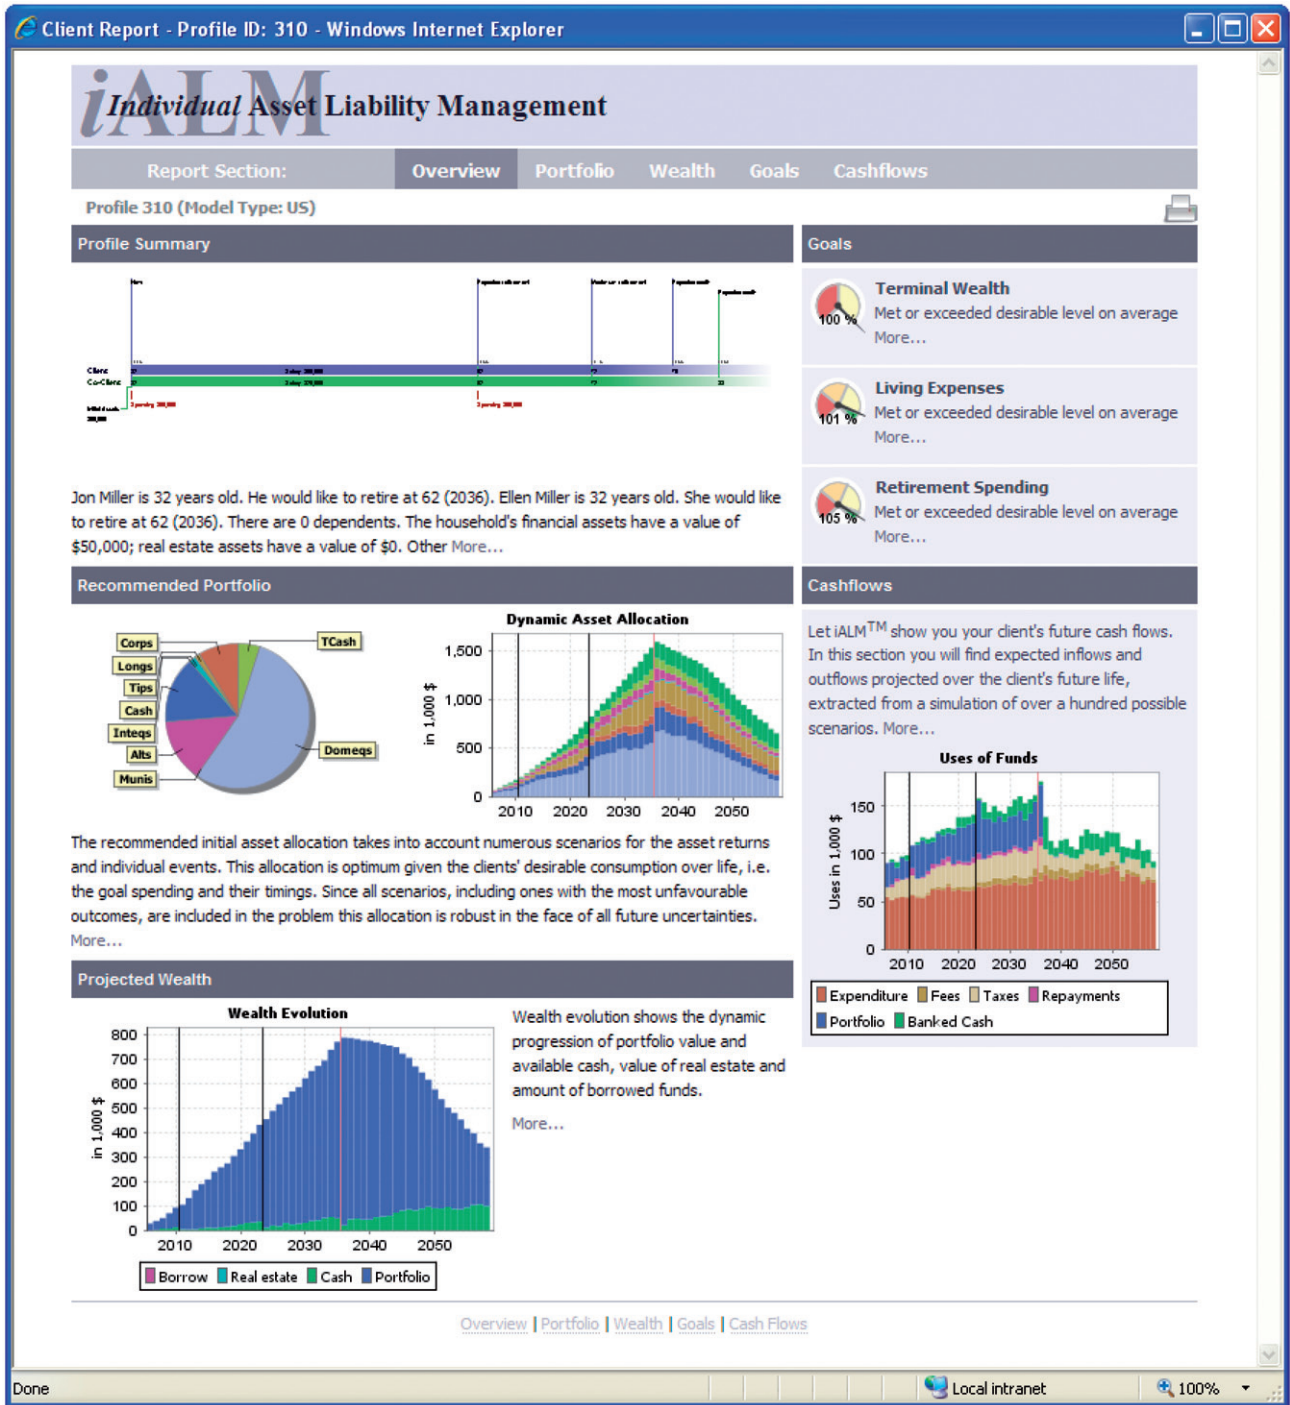 Client Report - Profile ID: 310 - Windows Internet Explorer
iALM
Individual Asset Liability Management
Report Section: Overview Portfolio Wealth Goals Cashflows
Profile 310 (Model Type: US)
Profile Summary
Client
Co-Client
Jon Miller is 32 years old. He would like to retire at 62 (2036). Ellen Miller is 32 years old. She would like
to retire at 62 (2036). There are 0 dependents. The household's financial assets have a value of
$50,000; real estate assets have a value of $0. Other More...
Goals
Terminal Wealth
100 %
Met or exceeded desirable level on average
More...
Living Expenses
101 %
Met or exceeded desirable level on average
More...
Retirement Spending
105 %
Met or exceeded desirable level on average
More...
Recommended Portfolio
Corps
TCash
Longs
Tips
Cash
Inteqs
Alts
Domeqs
Munis
Dynamic Asset Allocation
in 1,000 $
1,500
1,000
500
0
2010 2020 2030 2040 2050
The recommended initial asset allocation takes into account numerous scenarios for the asset returns
and individual events. This allocation is optimum given the clients' desirable consumption over life, i.e.
the goal spending and their timings. Since all scenarios, including ones with the most unfavourable
outcomes, are included in the problem this allocation is robust in the face of all future uncertainties.
More...
Cashflows
Let iALM™ show you your client's future cash flows.
In this section you will find expected inflows and
outflows projected over the client's future life,
extracted from a simulation of over a hundred possible
scenarios. More...
Uses of Funds
Uses in 1,000 $
150
100
50
0
2010 2020 2030 2040 2050
Expenditure Fees Taxes Repayments
Portfolio Banked Cash
Projected Wealth
Wealth Evolution
in 1,000 $
800
700
600
500
400
300
200
100
0
2010 2020 2030 2040 2050
Borrow Real estate Cash Portfolio
Wealth evolution shows the dynamic
progression of portfolio value and
available cash, value of real estate and
amount of borrowed funds.
More...
Overview | Portfolio | Wealth | Goals | Cash Flows
Done Local intranet 100%